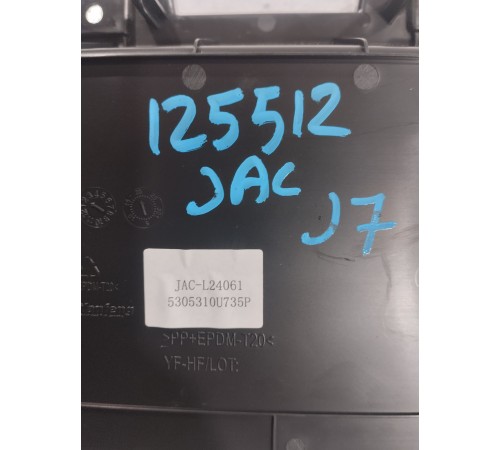 125512
JAC
J7
JAC-L24061
5305310U735P
>PP+EPDM-T20<
YF-HF/LOT: